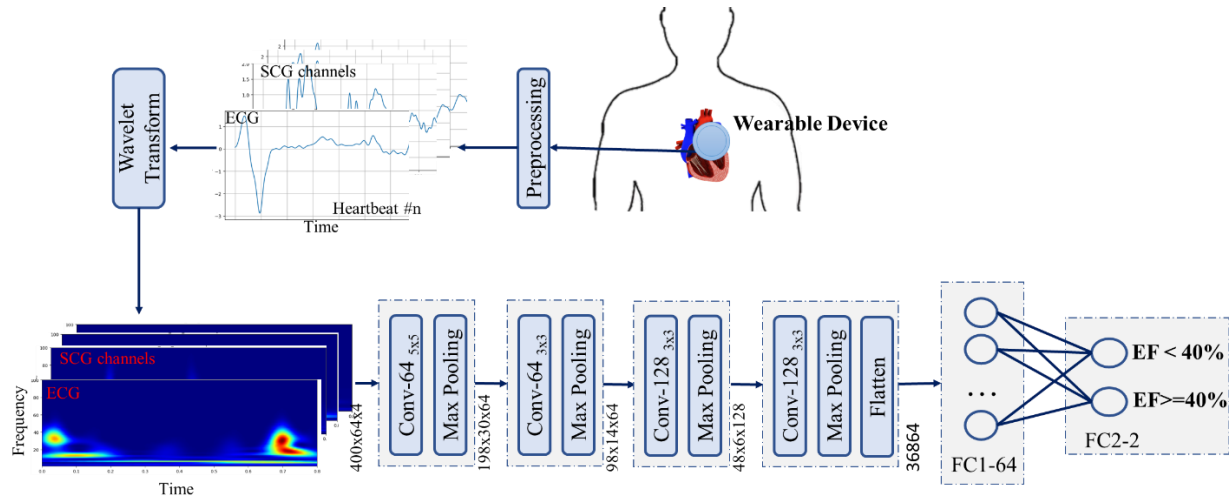 SCG channels
ECG
Heartbeat #n
Time
Wavelet
Transform
Preprocessing
Wearable Device
SCG channels
ECG
Frequency
Time
400x64x4
Conv-64 5x5
Max Pooling
198x30x64
Conv-64 3x3
Max Pooling
98x14x64
Conv-128 3x3
Max Pooling
48x6x128
Conv-128 3x3
Max Pooling
Flatten
36864
...
FC1-64
EF < 40%
EF>=40%
FC2-2